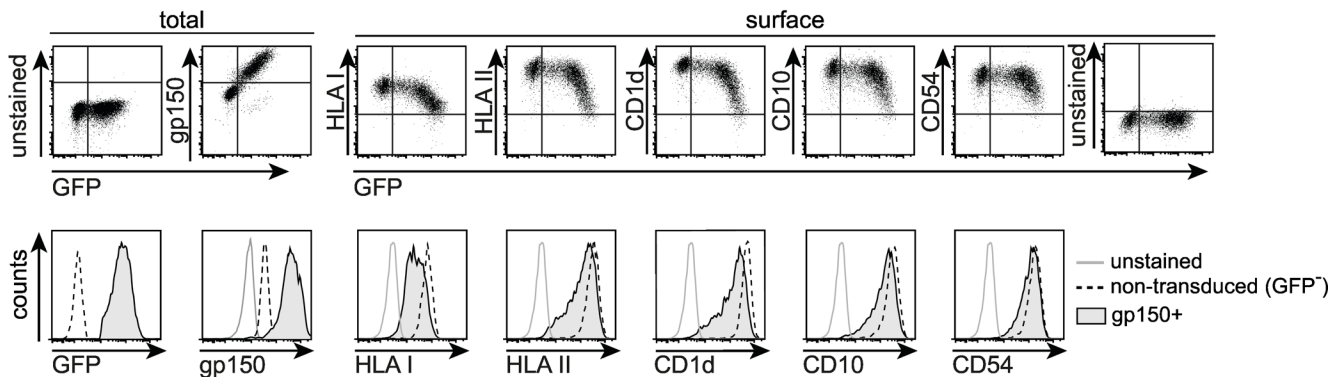 total
surface
unstained
gp150
HLA I
HLA II
CD1d
CD10
CD54
unstained
GFP
GFP
counts
GFP
gp150
HLA I
HLA II
CD1d
CD10
CD54
unstained
non-transduced (GFP⁻)
gp150+